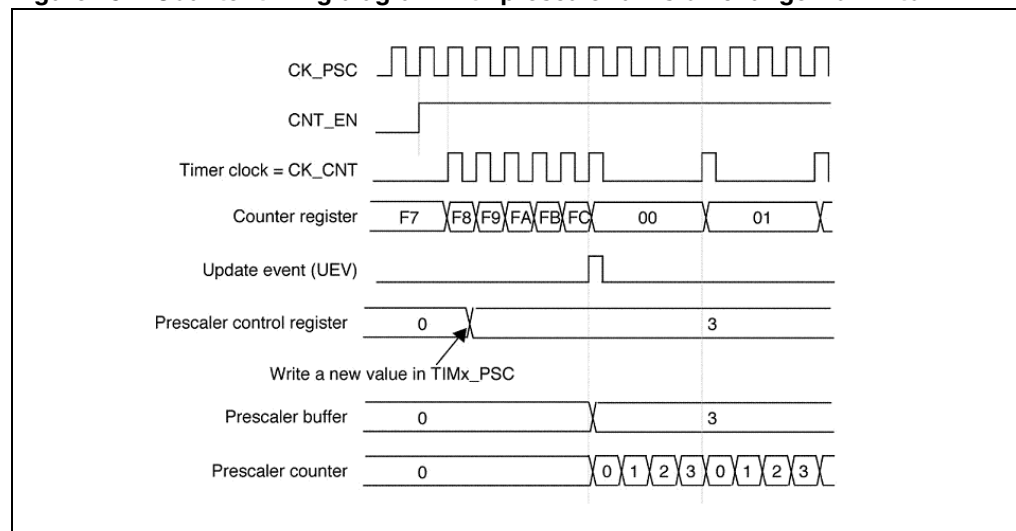 CK_PSC
CNT_EN
Timer clock = CK_CNT
Counter register F7 F8 F9 FA FB FC 00 01
Update event (UEV)
Prescaler control register 0 3
Write a new value in TIMx_PSC
Prescaler buffer 0 3
Prescaler counter 0 0 1 2 3 0 1 2 3